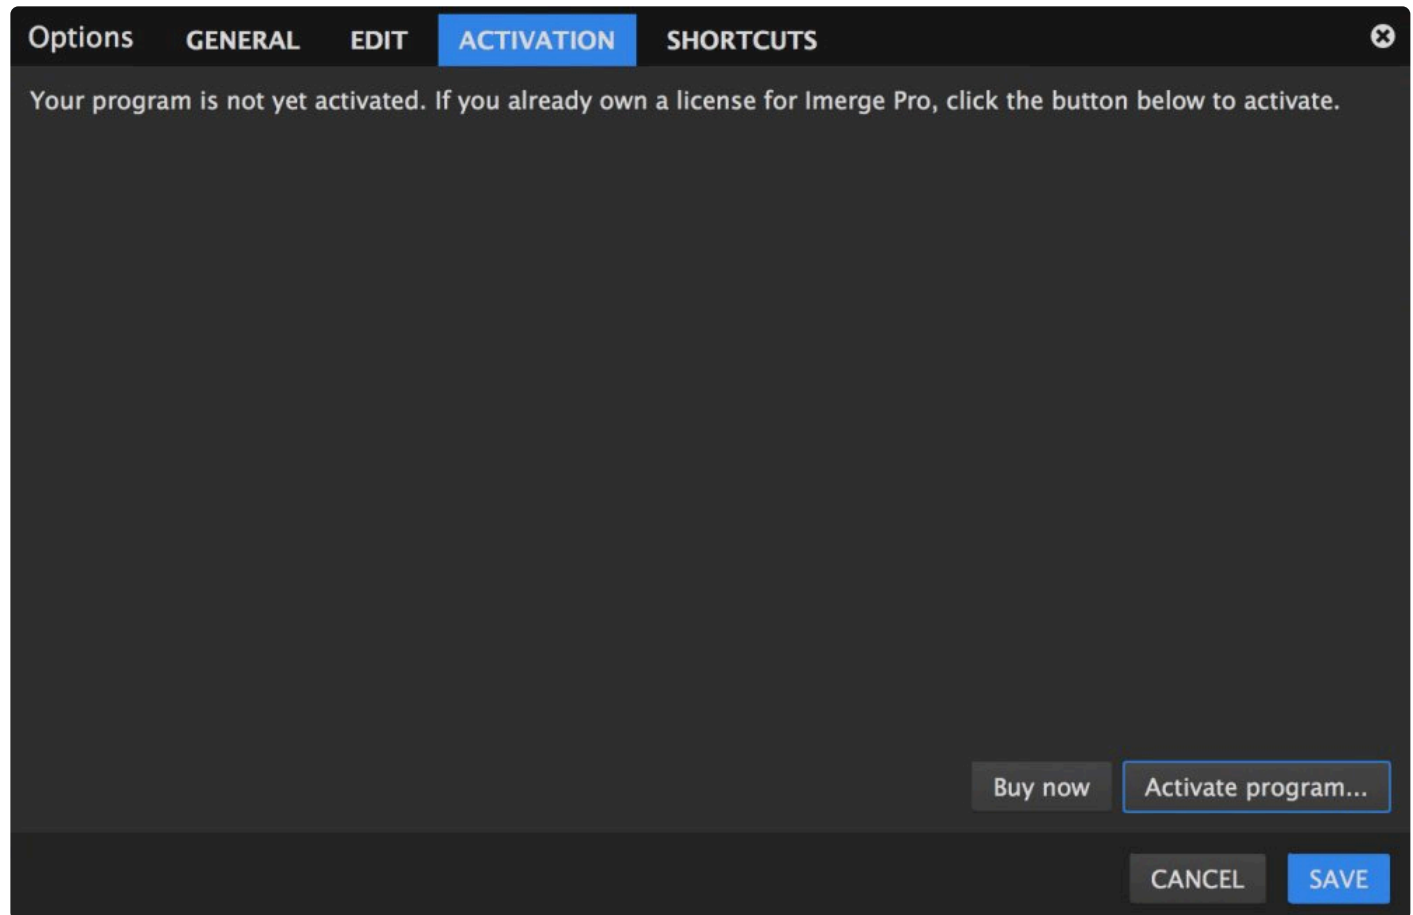 Options GENERAL EDIT ACTIVATION SHORTCUTS
Your program is not yet activated. If you already own a license for Imerge Pro, click the button below to activate.
Buy now Activate program...
CANCEL SAVE